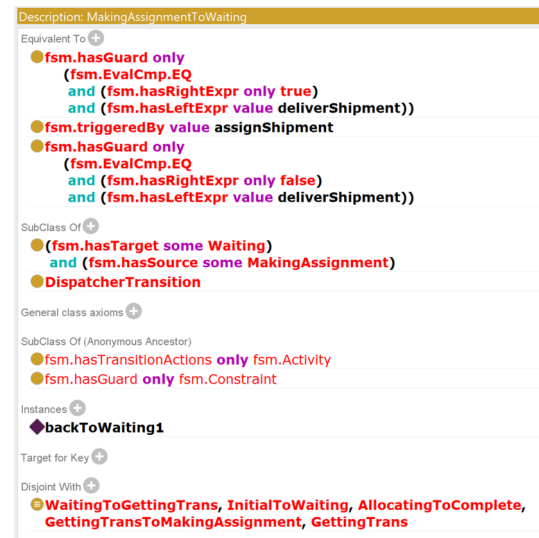 Description: MakingAssignmentToWaiting
Equivalent To
fsm.hasGuard only
(fsm.EvalCmp.EQ
and (fsm.hasRightExpr only true)
and (fsm.hasLeftExpr value deliverShipment))
fsm.triggeredBy value assignShipment
fsm.hasGuard only
(fsm.EvalCmp.EQ
and (fsm.hasRightExpr only false)
and (fsm.hasLeftExpr value deliverShipment))
SubClass Of
(fsm.hasTarget some Waiting)
and (fsm.hasSource some MakingAssignment)
DispatcherTransition
General class axioms
SubClass Of (Anonymous Ancestor)
fsm.hasTransitionActions only fsm.Activity
fsm.hasGuard only fsm.Constraint
Instances
backToWaiting1
Target for Key
Disjoint With
WaitingToGettingTrans, InitialToWaiting, AllocatingToComplete,
GettingTransToMakingAssignment, GettingTrans